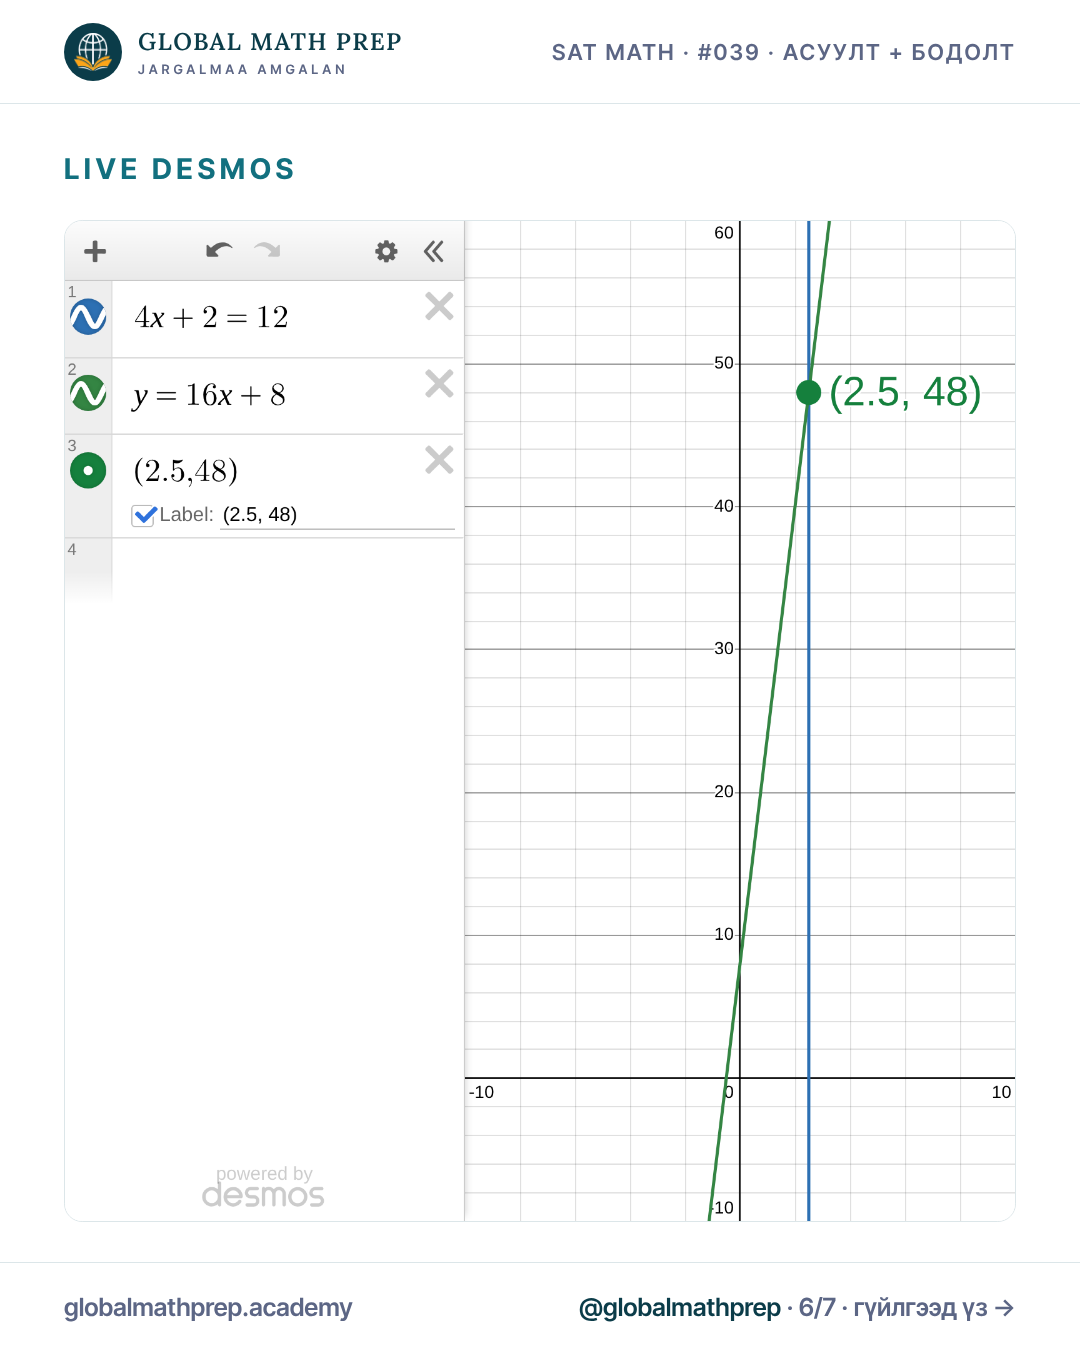 GLOBAL MATH PREP
JARGALMAA AMGALAN
SAT MATH · #039 · АСУУЛТ + БОДОЛТ
LIVE DESMOS
1
4x + 2 = 12
2
y = 16x + 8
3
(2.5,48)
Label: (2.5, 48)
4
powered by
desmos
60
50
(2.5, 48)
40
30
20
10
-10
0
10
-10
globalmathprep.academy
@globalmathprep · 6/7 · гүйлгээд үз →